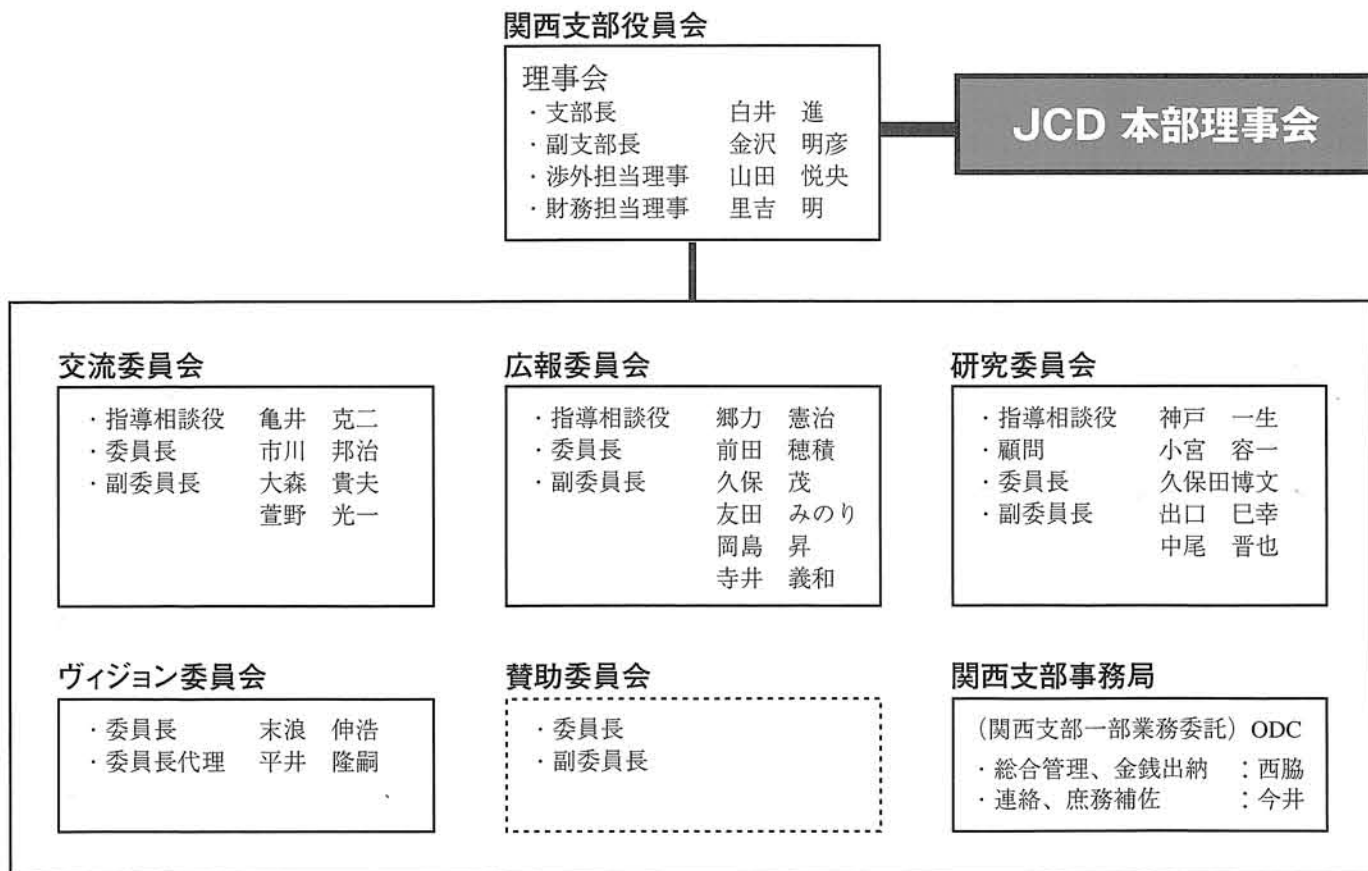 関西支部役員会
理事会
・支部長 白井 進
・副支部長 金沢 明彦
・渉外担当理事 山田 悦央
・財務担当理事 里吉 明
JCD 本部理事会
交流委員会
・指導相談役 亀井 克二
・委員長 市川 邦治
・副委員長 大森 貴夫
萱野 光一
広報委員会
・指導相談役 郷力 憲治
・委員長 前田 穂積
・副委員長 久保 茂
友田 みのり
岡島 昇
寺井 義和
研究委員会
・指導相談役 神戸 一生
・顧問 小宮 容一
・委員長 久保田博文
・副委員長 出口 巳幸
中尾 晋也
ヴィジョン委員会
・委員長 末浪 伸浩
・委員長代理 平井 隆嗣
賛助委員会
・委員長
・副委員長
関西支部事務局
（関西支部一部業務委託）ODC
・総合管理、金銭出納 ：西脇
・連絡、庶務補佐 ：今井